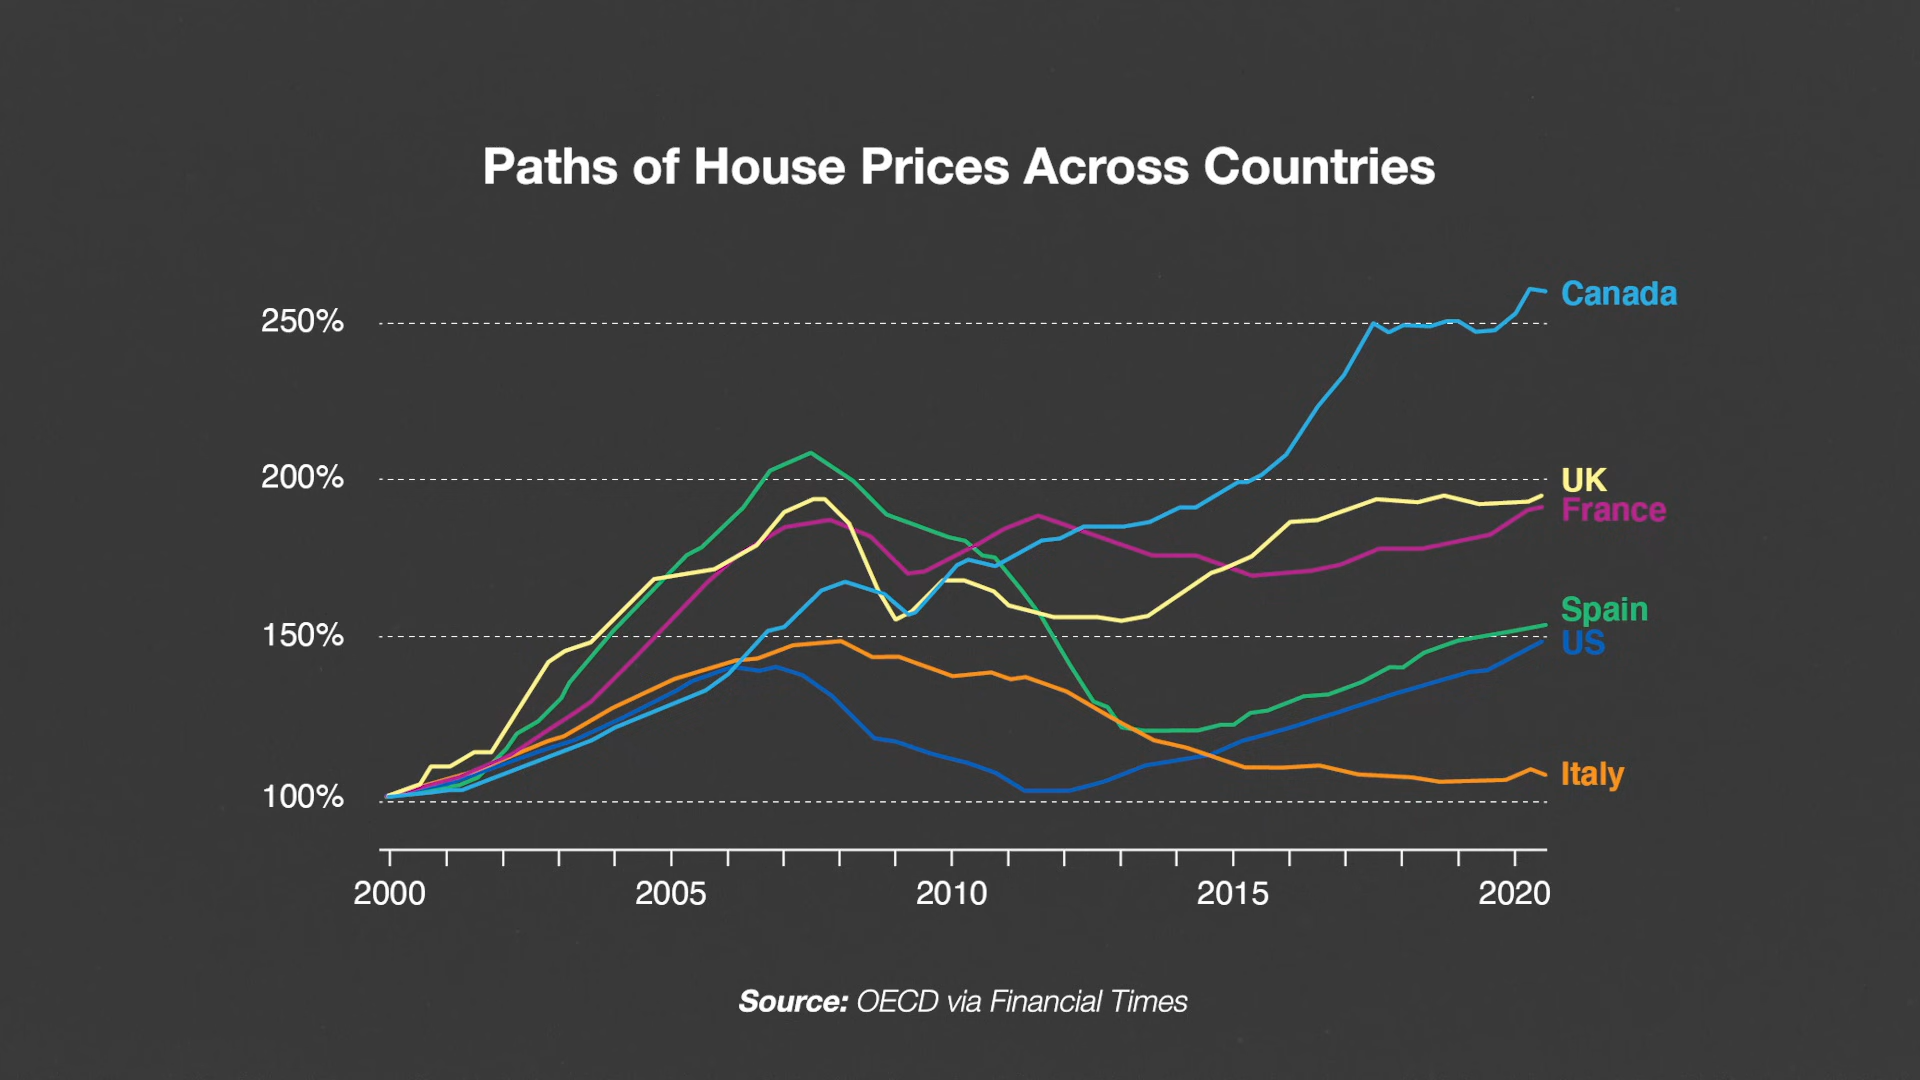 Paths of House Prices Across Countries
Canada
250%
200%
UK
France
150%
Spain
US
Italy
100%
2000 2005 2010 2015 2020
Source: OECD via Financial Times